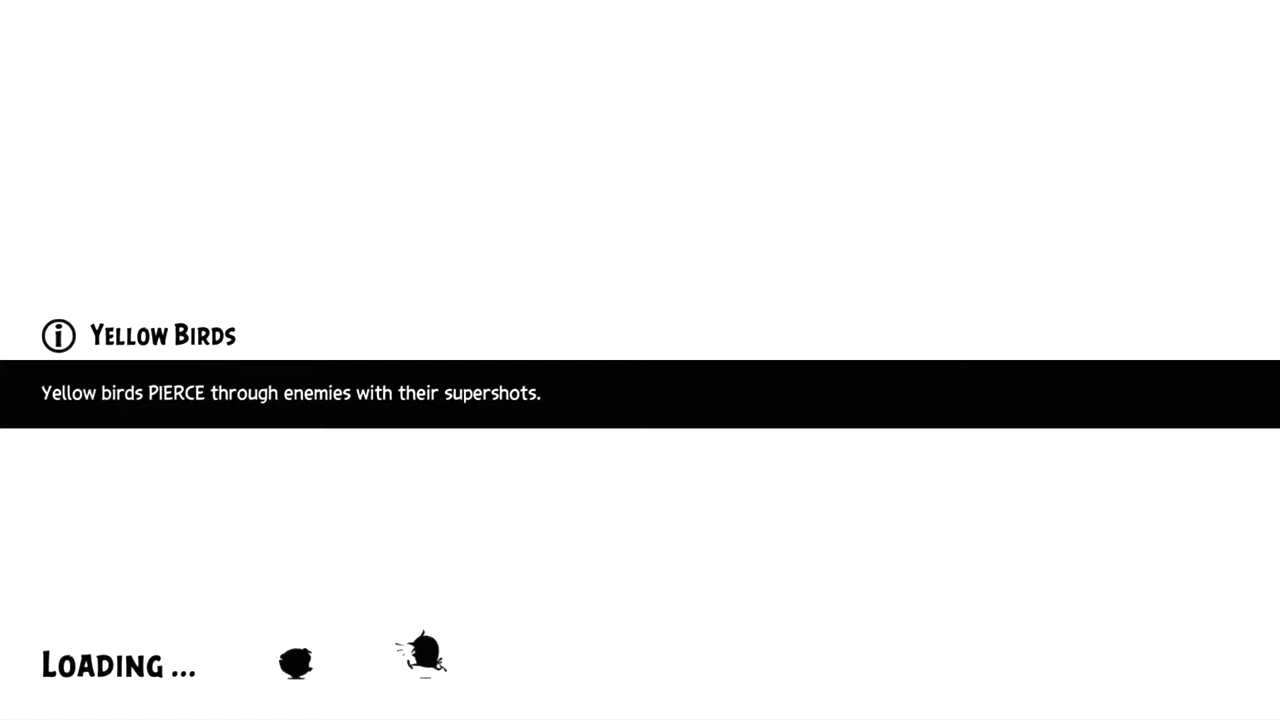 Yellow Birds
Yellow birds PIERCE through enemies with their supershots.
Loading ...